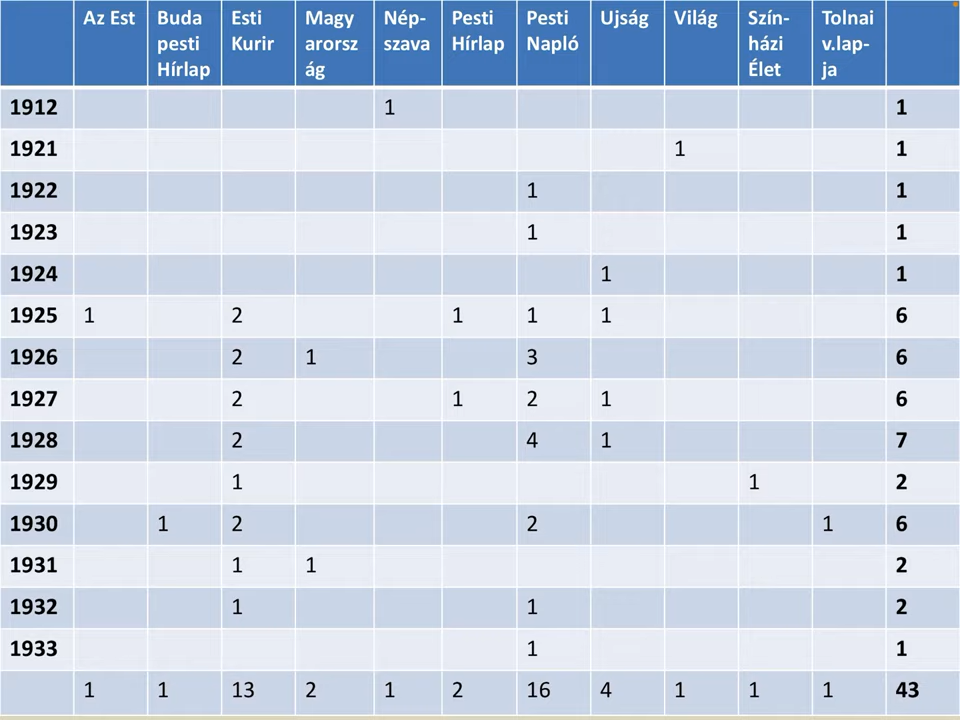 Az Est Buda pesti Hírlap Esti Kurir Magy arorsz ág Nép- szava Pesti Hírlap Pesti Napló Ujság Világ Szín- házi Élet Tolnai v.lap- ja
1912 1 1
1921 1 1
1922 1 1
1923 1 1
1924 1 1
1925 1 2 1 1 1 6
1926 2 1 3 6
1927 2 1 2 1 6
1928 2 4 1 7
1929 1 1 2
1930 1 2 2 1 6
1931 1 1 2
1932 1 1 2
1933 1 1
1 1 13 2 1 2 16 4 1 1 1 43